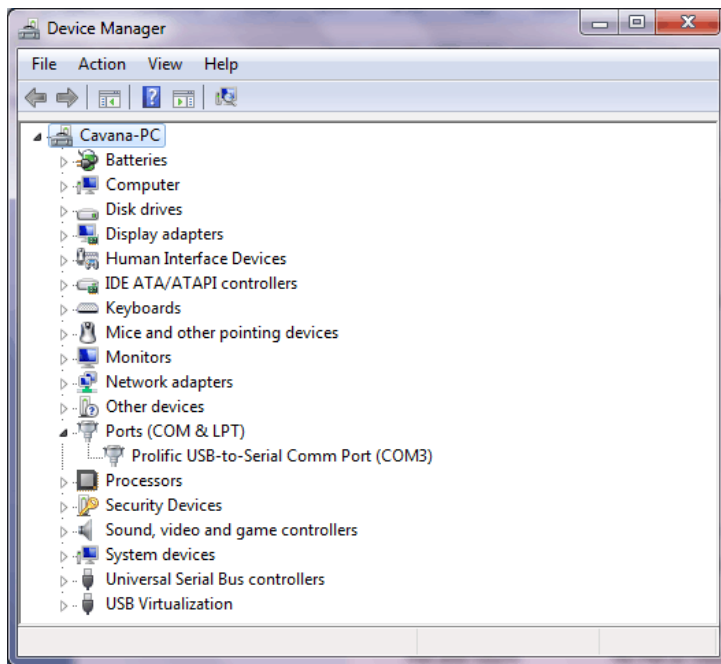 Device Manager
File Action View Help
Cavana-PC
Batteries
Computer
Disk drives
Display adapters
Human Interface Devices
IDE ATA/ATAPI controllers
Keyboards
Mice and other pointing devices
Monitors
Network adapters
Other devices
Ports (COM & LPT)
Prolific USB-to-Serial Comm Port (COM3)
Processors
Security Devices
Sound, video and game controllers
System devices
Universal Serial Bus controllers
USB Virtualization